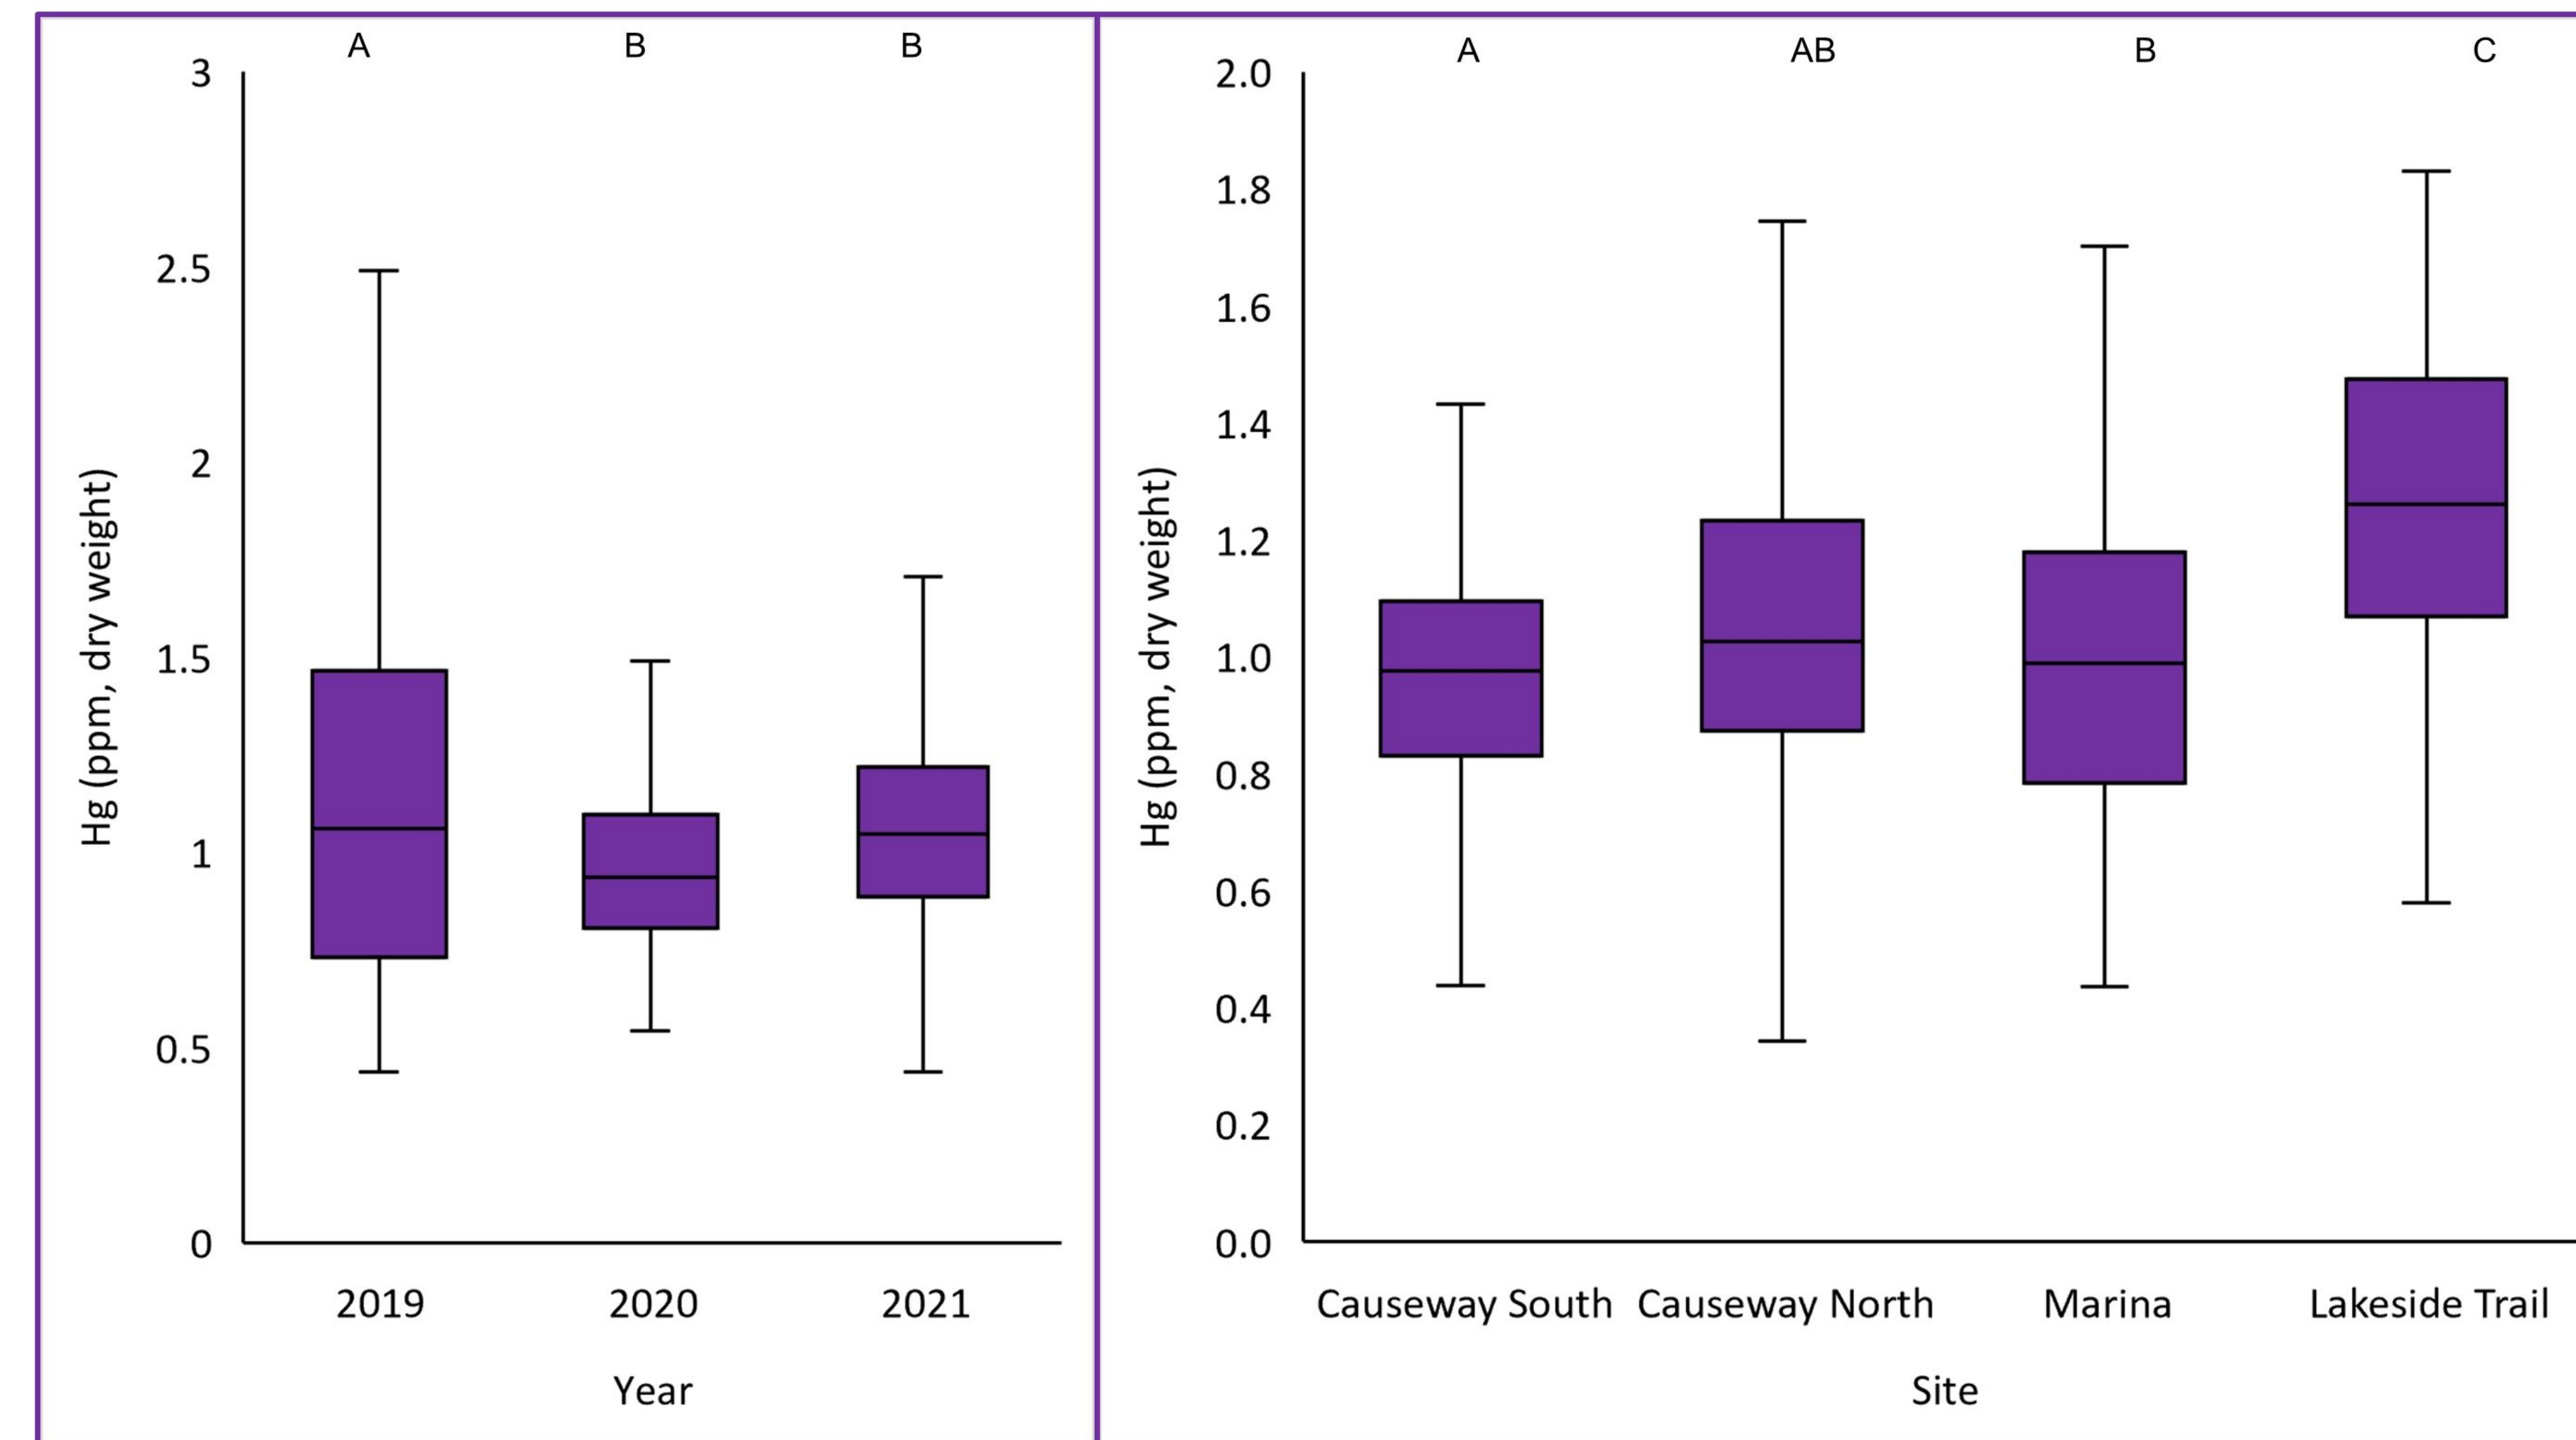 A B B
3
2.5
2
1.5
1
0.5
0
Hg (ppm, dry weight)
2019 2020 2021
Year
A AB B C
2.0
1.8
1.6
1.4
1.2
1.0
0.8
0.6
0.4
0.2
0.0
Hg (ppm, dry weight)
Causeway South Causeway North Marina Lakeside Trail
Site